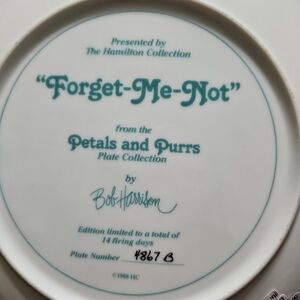 Presented by
The Hamilton Collection
"Forget-Me-Not"
from the
Petals and Purrs
Plate Collection
by
Bob Harrison
Edition limited to a total of
14 firing days
Plate Number 4867 B
©1988 HC